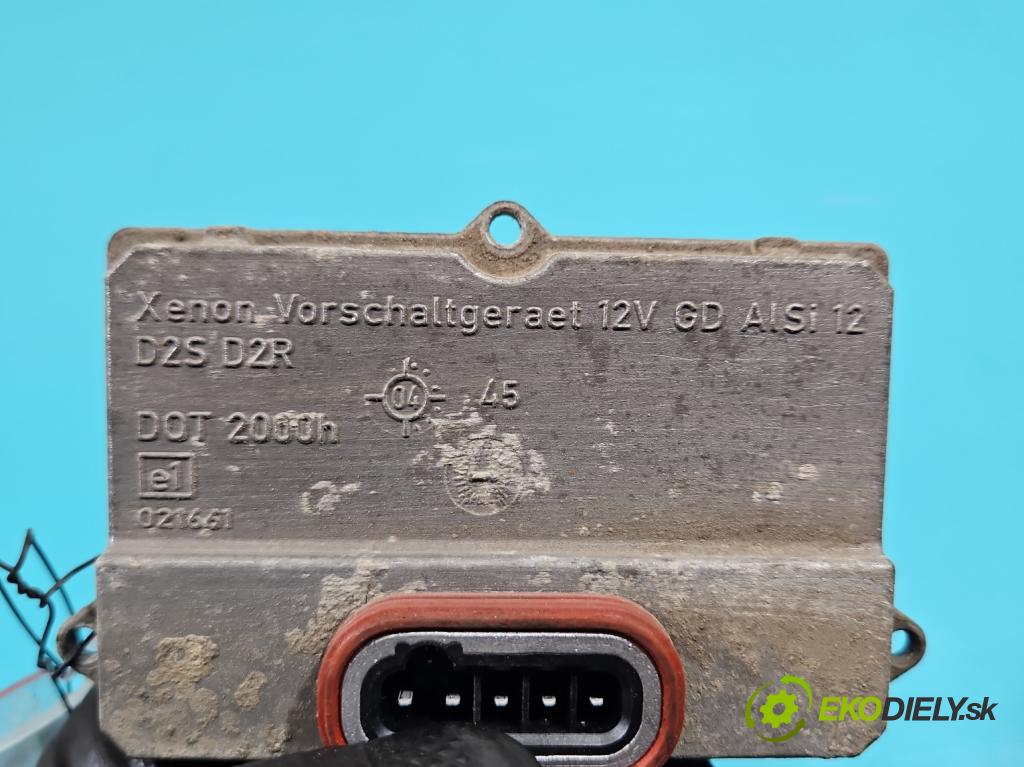 Xenon Vorschaltgeraet 12V GD AlSi 12
D2S D2R
04 45
DOT 2000h
e1
021661
EKODIELY.sk